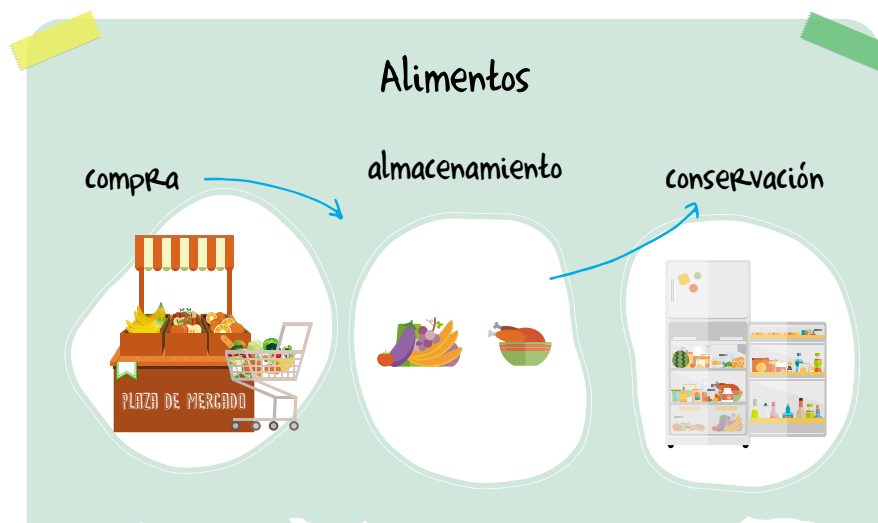 Alimentos
compra
almacenamiento
conservación
PLAZA DE MERCADO